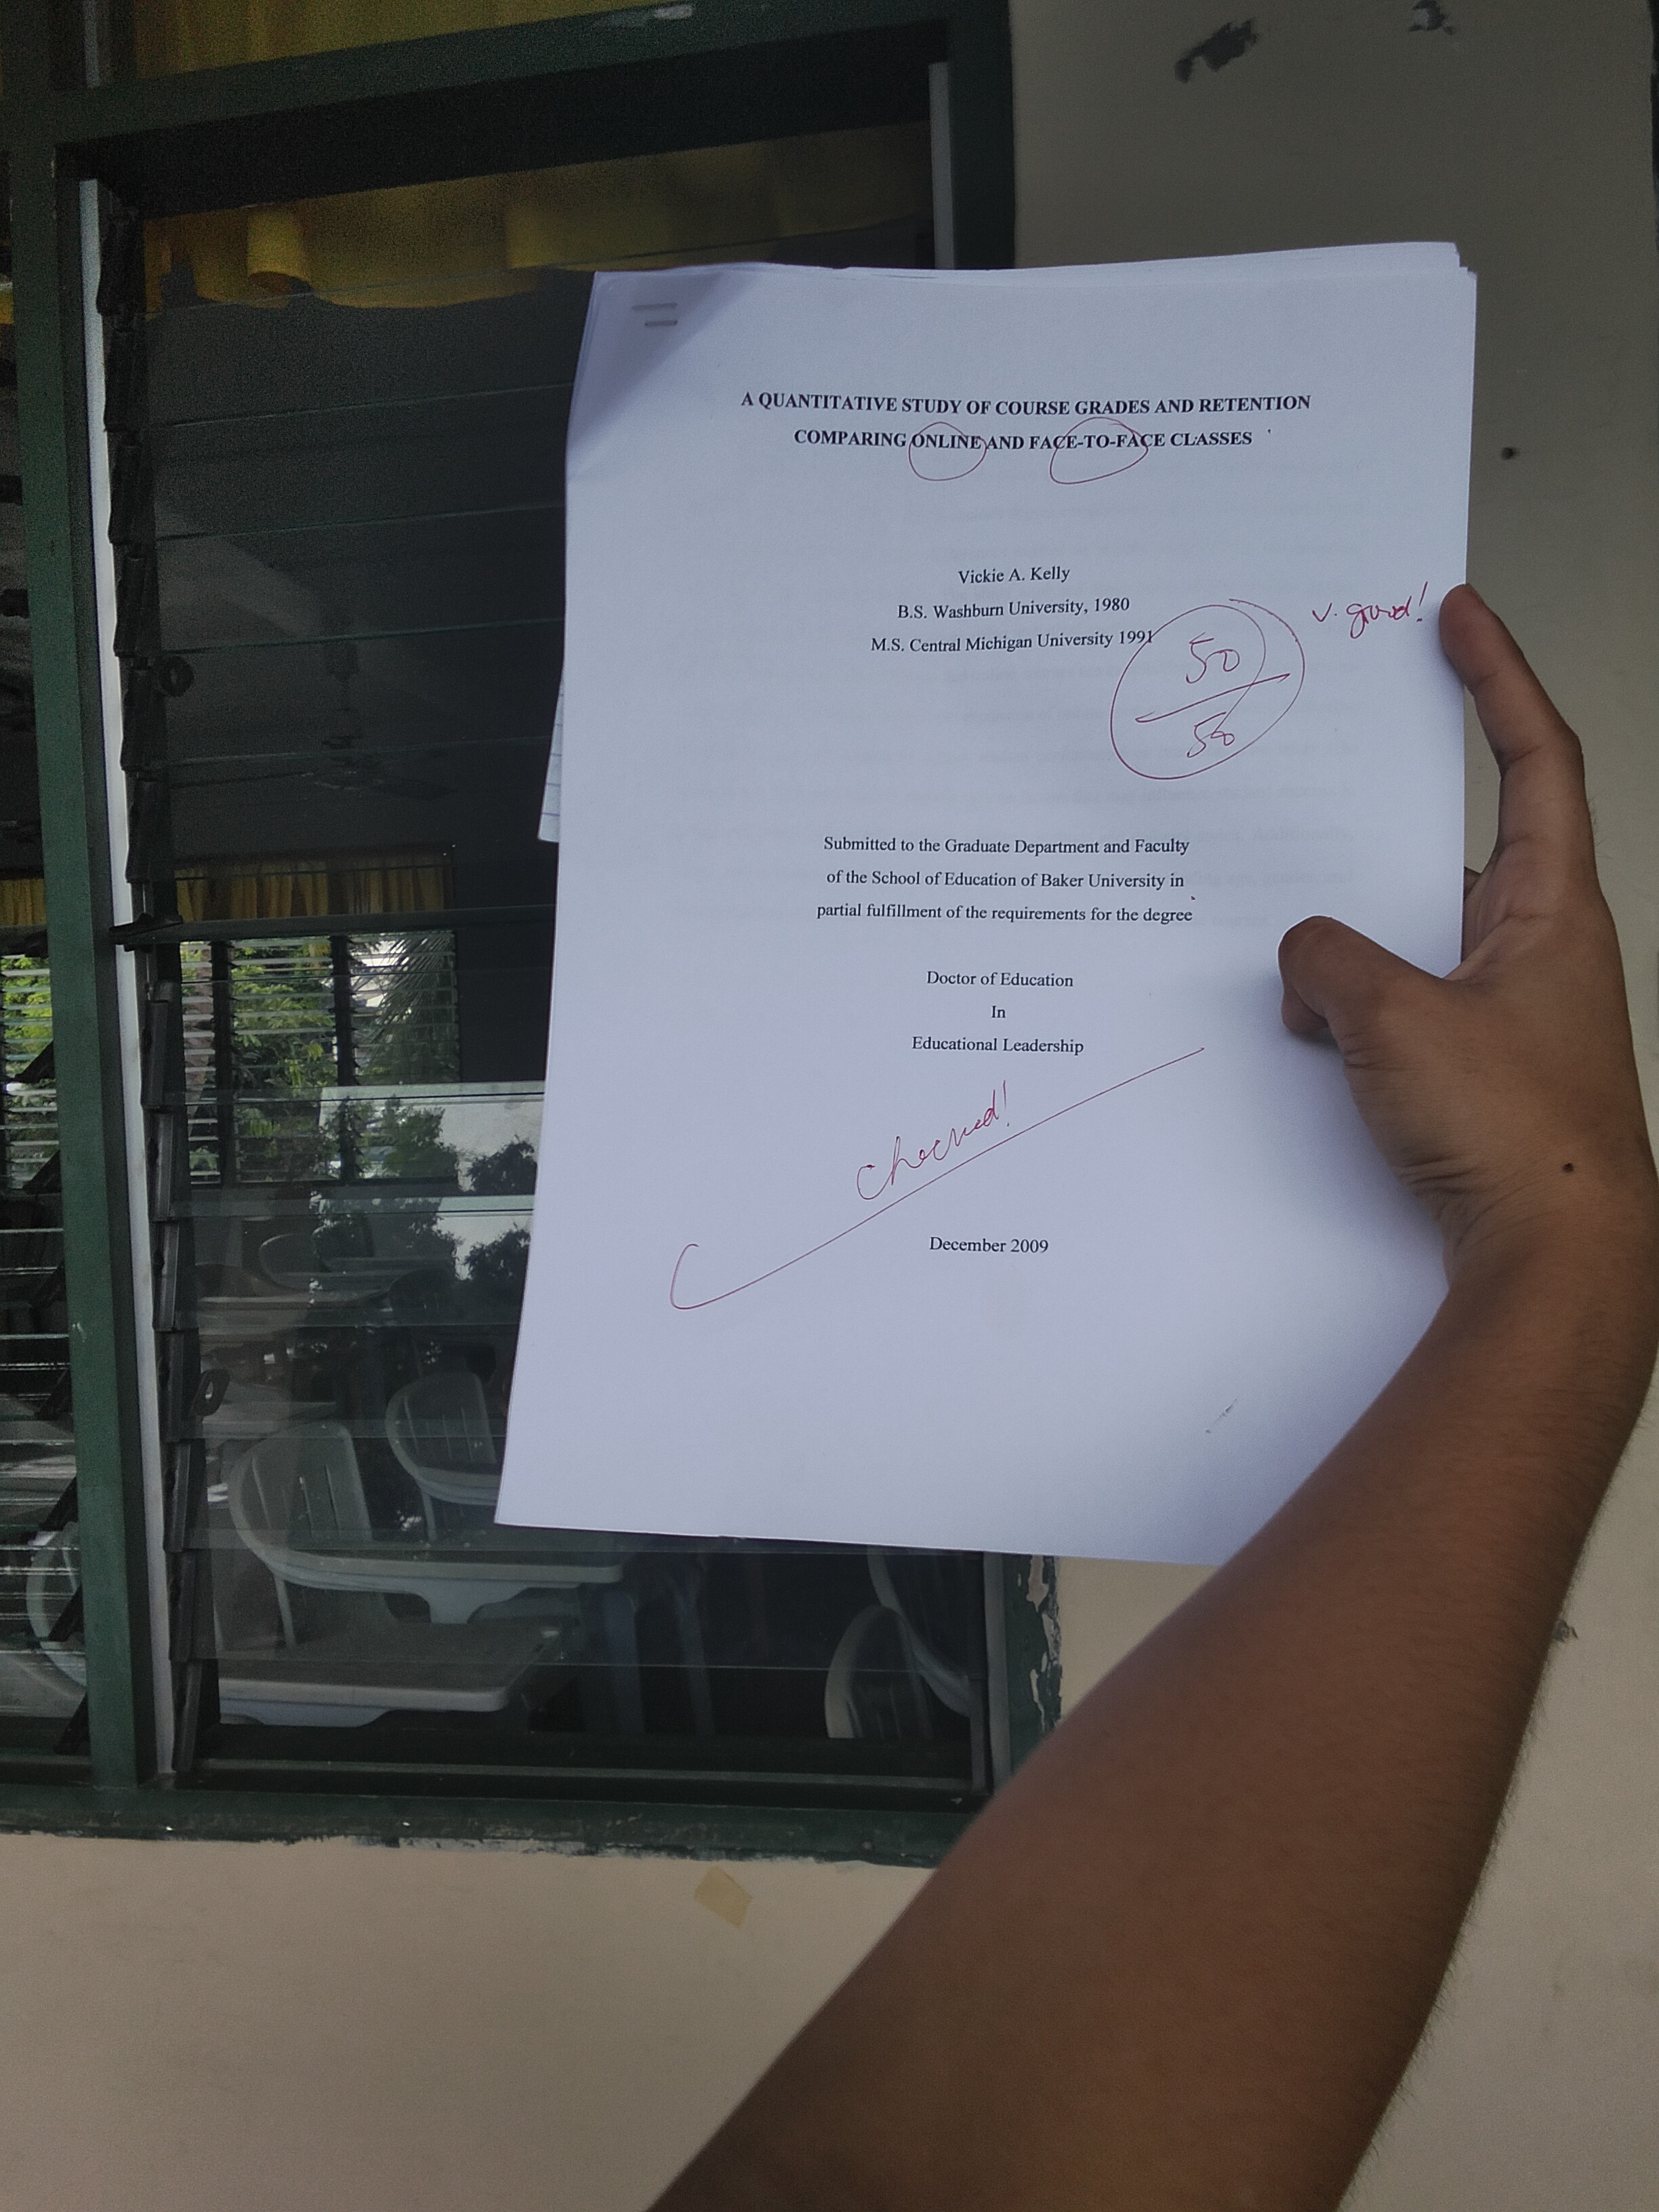 A QUANTITATIVE STUDY OF COURSE GRADES AND RETENTION
COMPARING ONLINE AND FACE-TO-FACE CLASSES
Vickie A. Kelly
B.S. Washburn University, 1980
M.S. Central Michigan University 1991
v. good!
50
50
Submitted to the Graduate Department and Faculty
of the School of Education of Baker University in
partial fulfillment of the requirements for the degree
Doctor of Education
In
Educational Leadership
checked!
December 2009